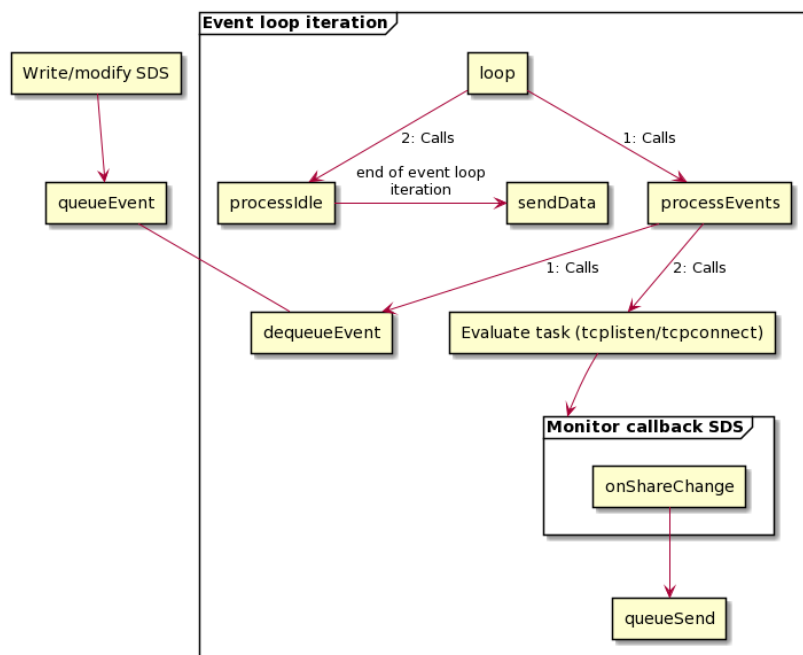 Event loop iteration
Write/modify SDS
loop
2: Calls
1: Calls
end of event loop
iteration
queueEvent
processIdle
sendData
processEvents
1: Calls
2: Calls
dequeueEvent
Evaluate task (tcplisten/tcpconnect)
Monitor callback SDS
onShareChange
queueSend